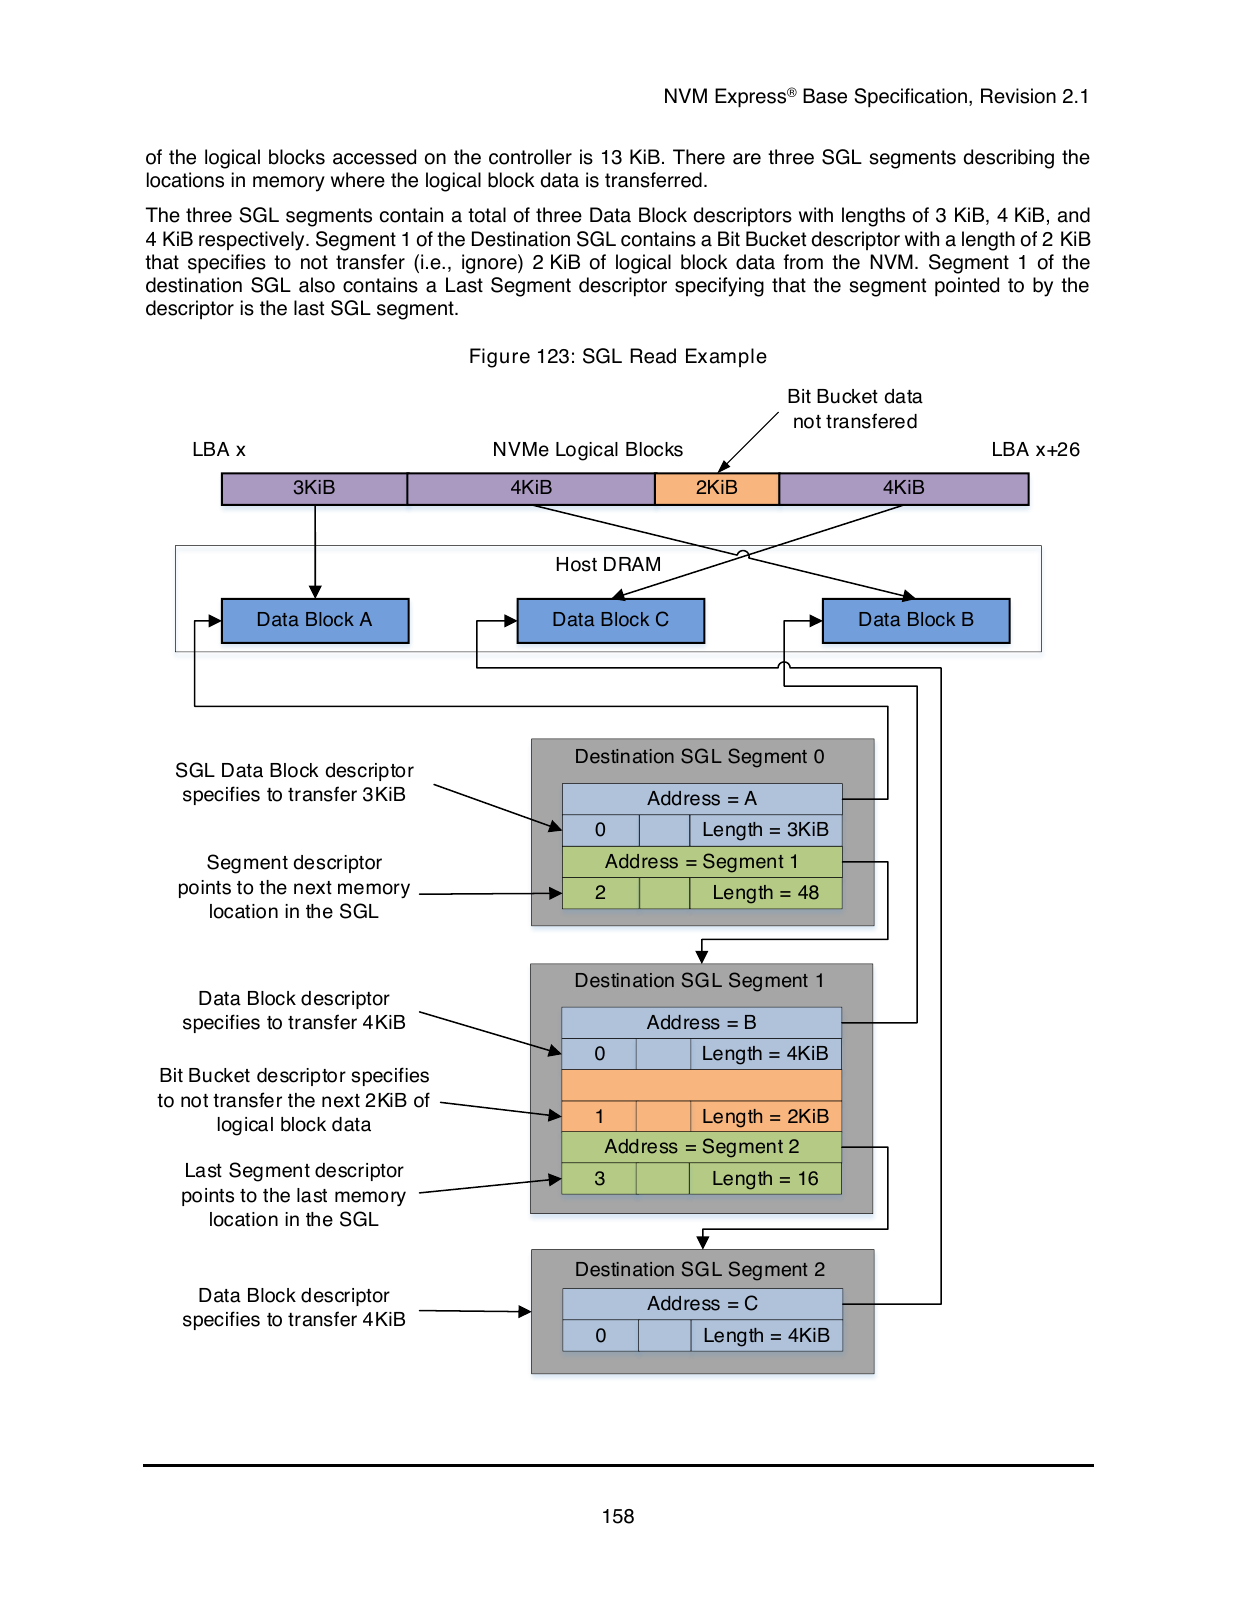 NVM Express® Base Specification, Revision 2.1
of the logical blocks accessed on the controller is 13 KiB. There are three SGL segments describing the
locations in memory where the logical block data is transferred.
The three SGL segments contain a total of three Data Block descriptors with lengths of 3 KiB, 4 KiB, and
4 KiB respectively. Segment 1 of the Destination SGL contains a Bit Bucket descriptor with a length of 2 KiB
that specifies to not transfer (i.e., ignore) 2 KiB of logical block data from the NVM. Segment 1 of the
destination SGL also contains a Last Segment descriptor specifying that the segment pointed to by the
descriptor is the last SGL segment.
Figure 123: SGL Read Example
Bit Bucket data
not transfered
LBA x
NVMe Logical Blocks
LBA x+26
3KiB
4KiB
2KiB
4KiB
Host DRAM
Data Block A
Data Block C
Data Block B
Destination SGL Segment 0
SGL Data Block descriptor
specifies to transfer 3KiB
Address = A
0
Length = 3KiB
Segment descriptor
points to the next memory
location in the SGL
Address = Segment 1
2
Length = 48
Destination SGL Segment 1
Data Block descriptor
specifies to transfer 4KiB
Address = B
0
Length = 4KiB
Bit Bucket descriptor specifies
to not transfer the next 2KiB of
logical block data
1
Length = 2KiB
Last Segment descriptor
points to the last memory
location in the SGL
Address = Segment 2
3
Length = 16
Destination SGL Segment 2
Data Block descriptor
specifies to transfer 4KiB
Address = C
0
Length = 4KiB
158